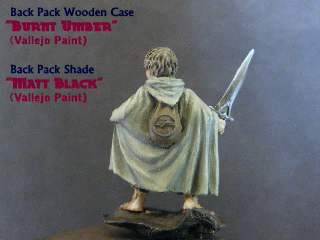 Back Pack Wooden Case
"Burnt Umber"
(Vallejo Paint)
Back Pack Shade
"Matt Black"
(Vallejo Paint)